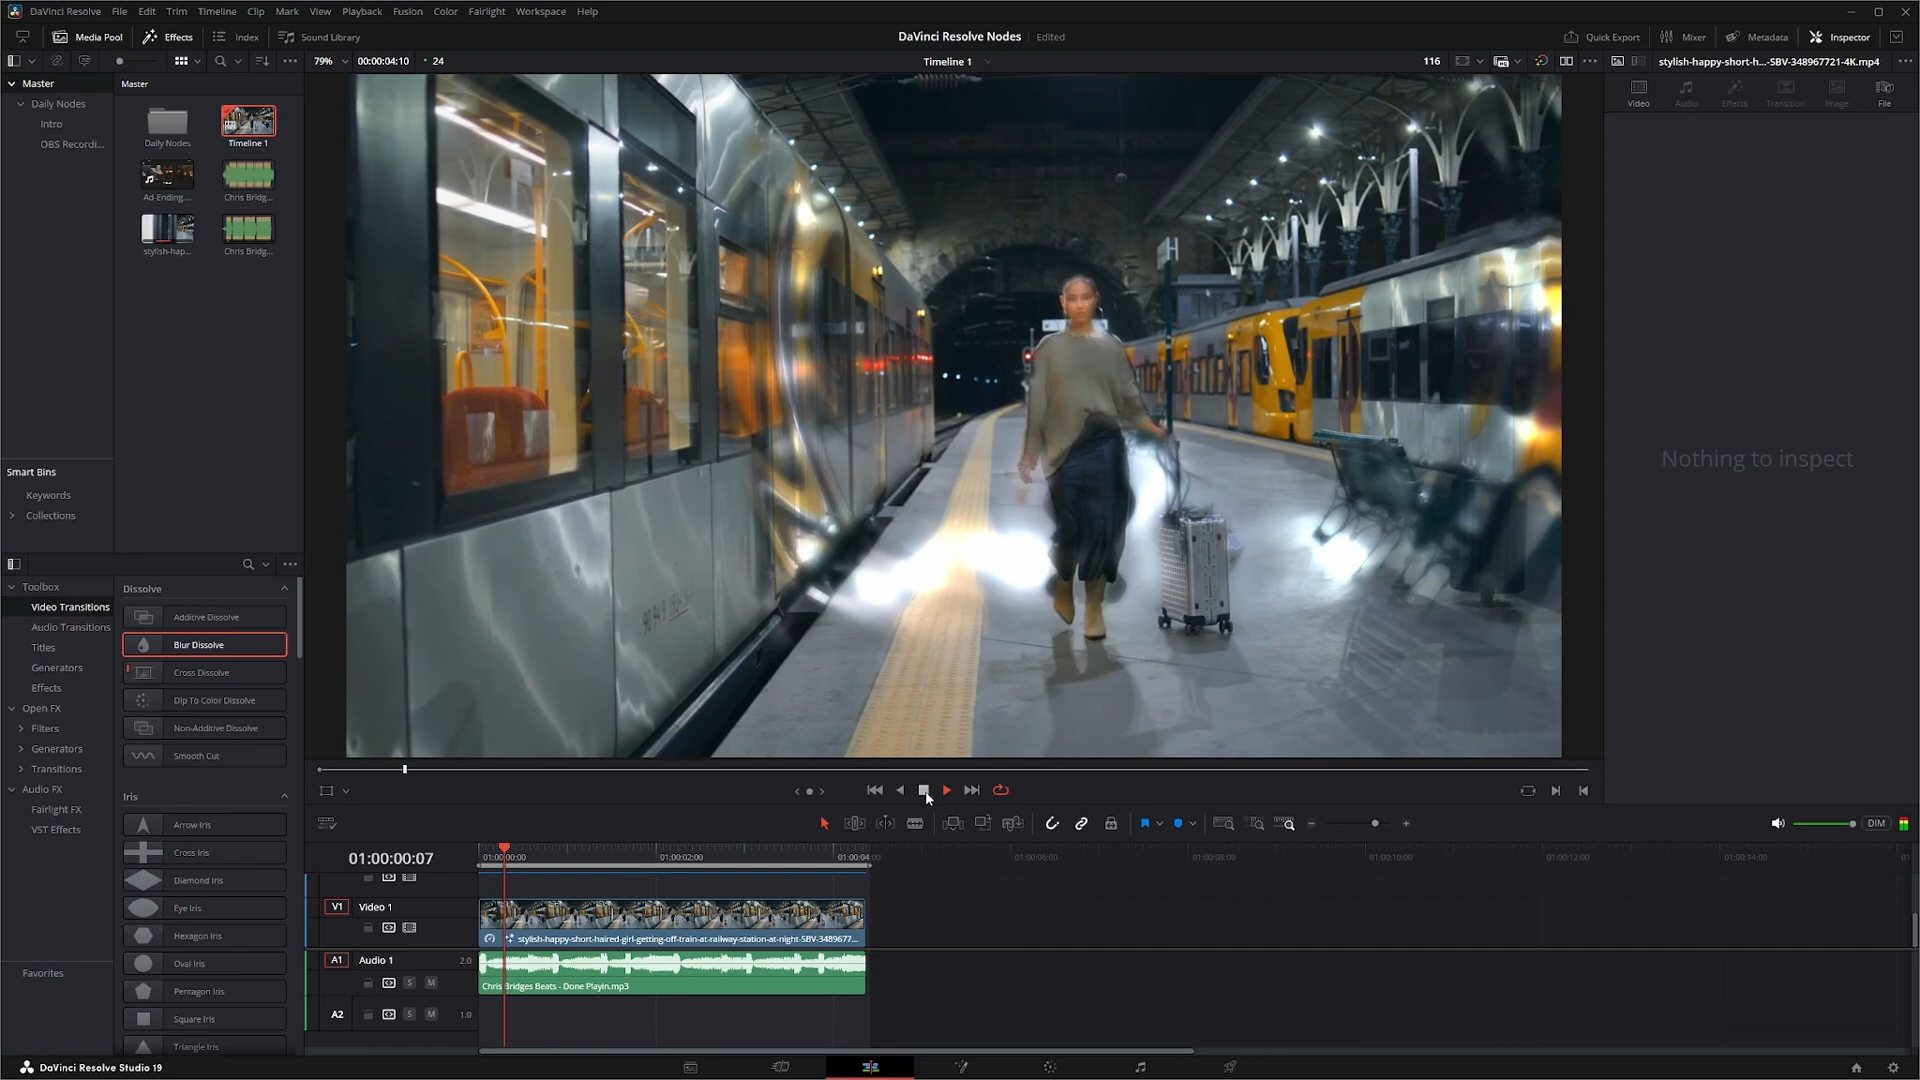 DaVinci Resolve File Edit Trim Timeline Clip Mark View Playback Fusion Color Fairlight Workspace Help
Media Pool Effects Index Sound Library DaVinci Resolve Nodes Edited Quick Export Mixer Metadata Inspector
79% 00:00:04:10 24 Timeline 1 116 stylish-happy-short-h...-SBV-348967721-4K.mp4
Master Master Video Audio Effects Transition Image File
Daily Nodes
Intro
OBS Recordi...
Daily Nodes Timeline 1
Ad-Ending.... Chris Bridg...
stylish-hap... Chris Bridg...
Nothing to inspect
Smart Bins
Keywords
Collections
Toolbox Dissolve
Video Transitions Additive Dissolve
Audio Transitions
Titles Blur Dissolve
Generators Cross Dissolve
Effects
Open FX Dip To Color Dissolve
Filters Non-Additive Dissolve
Generators Smooth Cut
Transitions
Audio FX Iris
Fairlight FX Arrow Iris
VST Effects Cross Iris
Diamond Iris
Eye Iris
Hexagon Iris
Oval Iris
Favorites
Pentagon Iris
Square Iris
Triangle Iris
DIM
01:00:00:07 01:00:00:00 01:00:02:00 01:00:04:00 01:00:06:00 01:00:08:00 01:00:10:00 01:00:12:00 01:00:14:00 01
V1 Video 1
stylish-happy-short-haired-girl-getting-off-train-at-railway-station-at-night-SBV-3489677...
A1 Audio 1 2.0
S M Chris Bridges Beats - Done Playin.mp3
A2 S M 1.0
DaVinci Resolve Studio 19